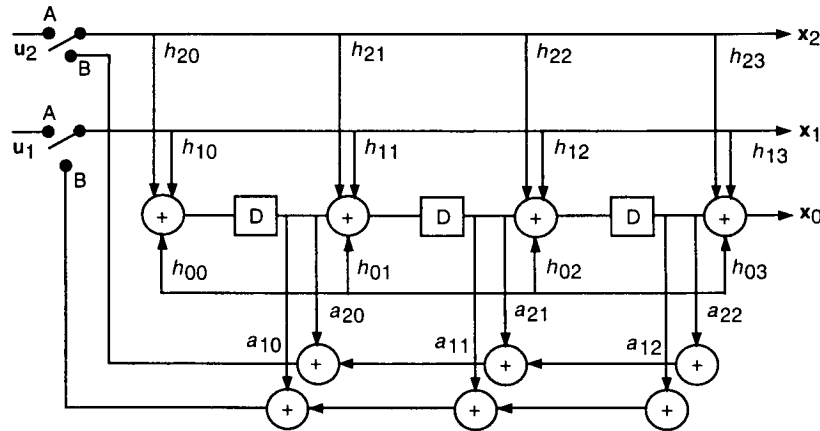 A
u2
B
x2
h20
h21
h22
h23
A
u1
B
x1
h10
h11
h12
h13
+
D
+
D
+
D
+
x0
h00
h01
h02
h03
a20
a21
a22
a10
a11
a12
+
+
+
+
+
+